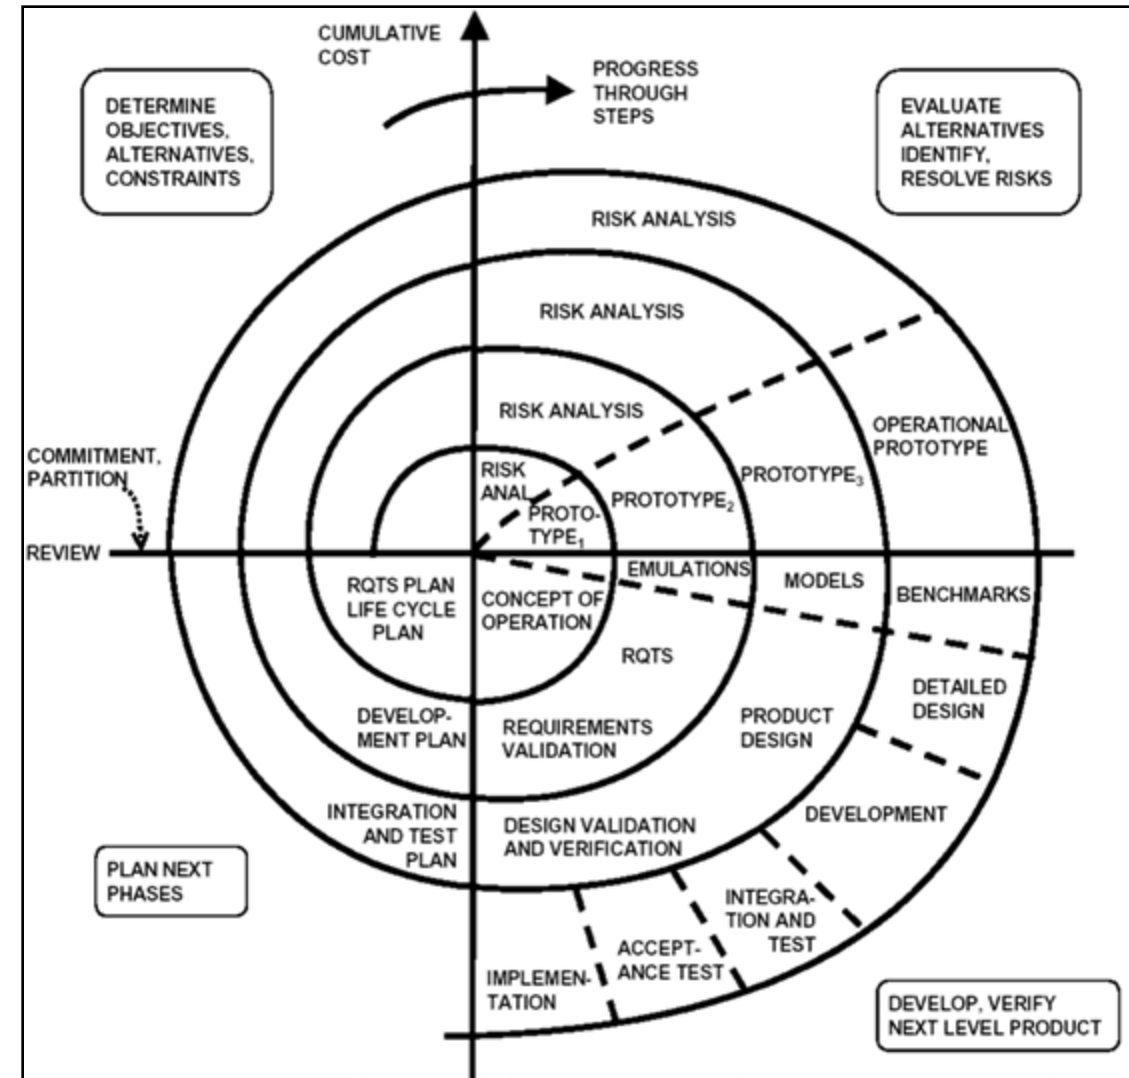 CUMULATIVE
COST
PROGRESS
THROUGH
STEPS
DETERMINE
OBJECTIVES,
ALTERNATIVES,
CONSTRAINTS
EVALUATE
ALTERNATIVES
IDENTIFY,
RESOLVE RISKS
RISK ANALYSIS
RISK ANALYSIS
RISK ANALYSIS
RISK
ANAL.
PROTO-
TYPE1
PROTOTYPE2
PROTOTYPE3
OPERATIONAL
PROTOTYPE
COMMITMENT,
PARTITION
REVIEW
EMULATIONS
MODELS
BENCHMARKS
RQTS PLAN
LIFE CYCLE
PLAN
CONCEPT OF
OPERATION
RQTS
DETAILED
DESIGN
DEVELOP-
MENT PLAN
REQUIREMENTS
VALIDATION
PRODUCT
DESIGN
DEVELOPMENT
INTEGRATION
AND TEST
PLAN
DESIGN VALIDATION
AND VERIFICATION
INTEGRA-
TION AND
TEST
ACCEPT-
ANCE TEST
IMPLEMEN-
TATION
PLAN NEXT
PHASES
DEVELOP, VERIFY
NEXT LEVEL PRODUCT